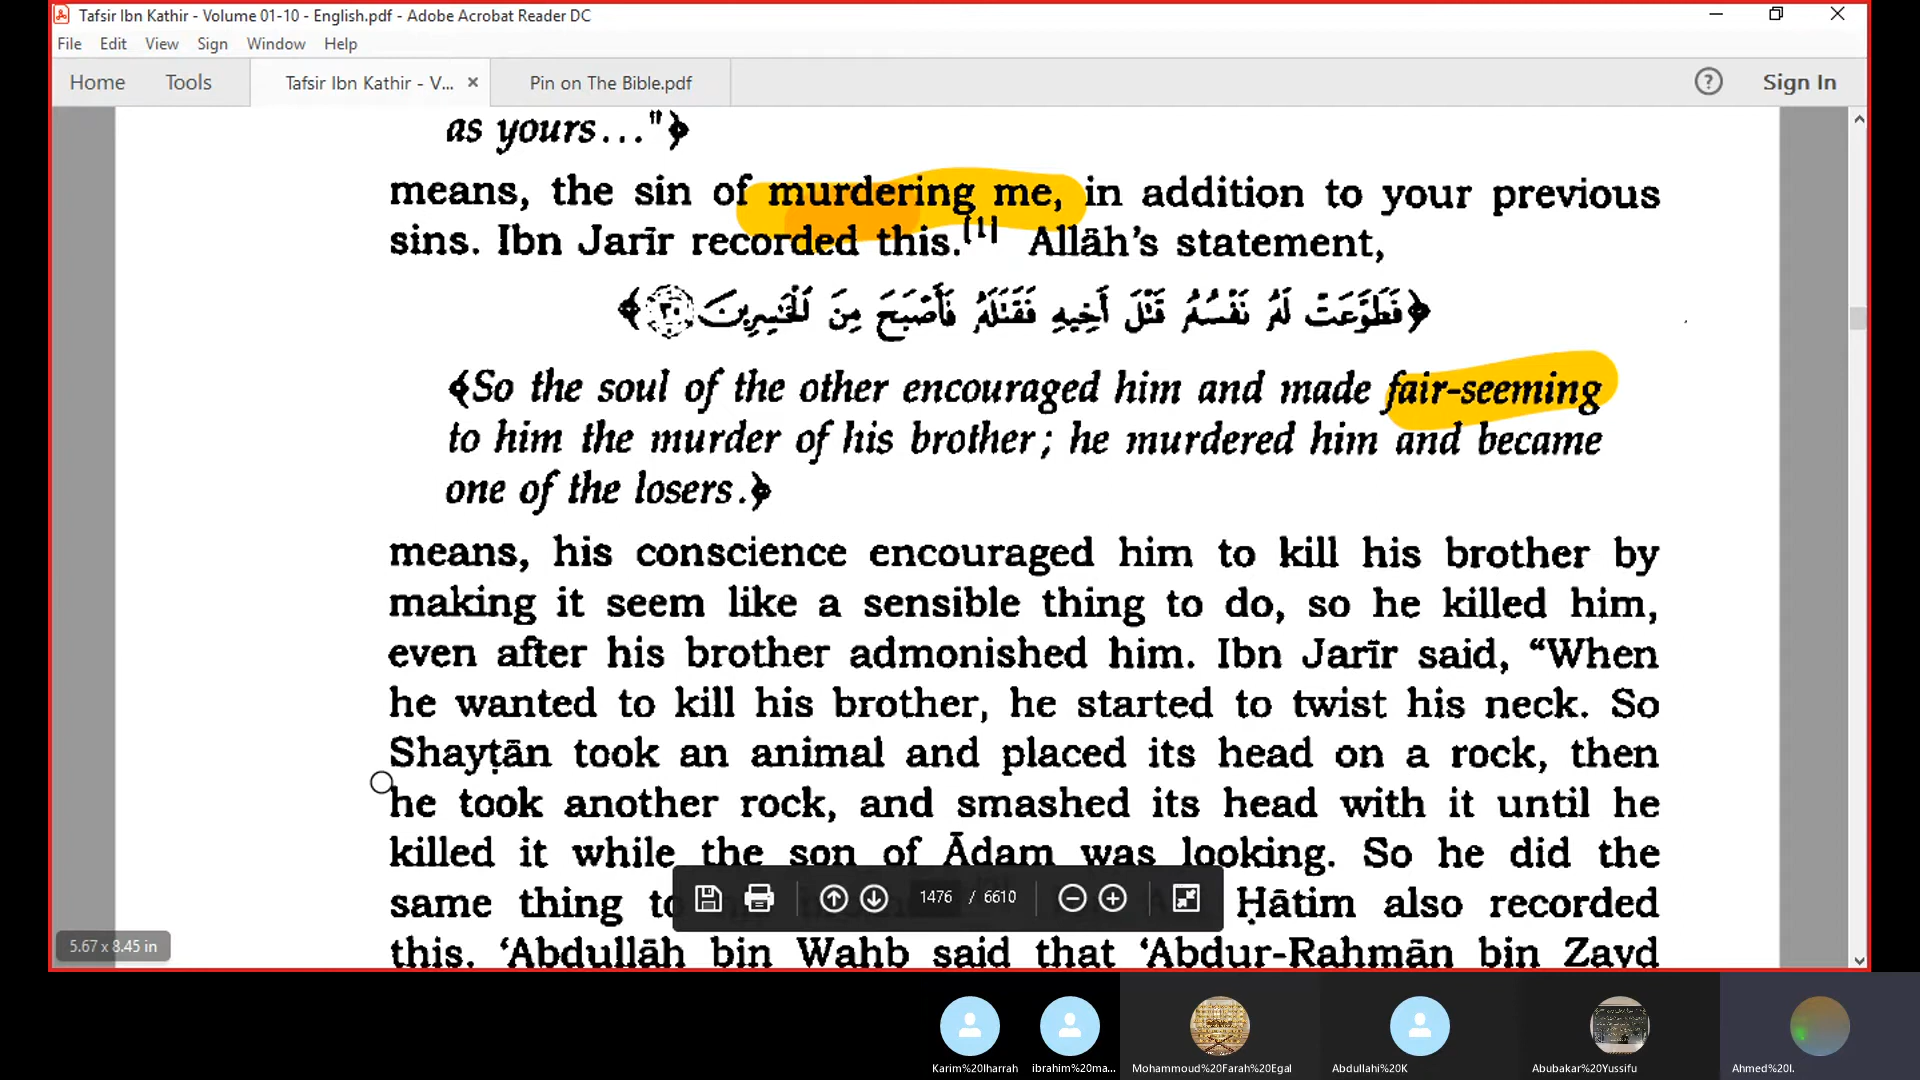 Tafsir Ibn Kathir - Volume 01-10 - English.pdf - Adobe Acrobat Reader DC
File Edit View Sign Window Help
Home Tools Tafsir Ibn Kathir - V... × Pin on The Bible.pdf ? Sign In
as yours..."﴾
means, the sin of murdering me, in addition to your previous
sins. Ibn Jarīr recorded this.[1] Allāh's statement,
﴿فَطَوَّعَتْ لَهُ نَفْسُهُ قَتْلَ أَخِيهِ فَقَتَلَهُ فَأَصْبَحَ مِنَ الْخَاسِرِينَ ٣٠﴾
﴾So the soul of the other encouraged him and made fair-seeming
to him the murder of his brother; he murdered him and became
one of the losers.﴿
means, his conscience encouraged him to kill his brother by
making it seem like a sensible thing to do, so he killed him,
even after his brother admonished him. Ibn Jarīr said, “When
he wanted to kill his brother, he started to twist his neck. So
Shayṭān took an animal and placed its head on a rock, then
he took another rock, and smashed its head with it until he
killed it while the son of Ādam was looking. So he did the
same thing to Ḥātim also recorded
this. ‘Abdullāh bin Wahb said that ‘Abdur-Rahmān bin Zayd
1476 / 6610
5.67 x 8.45 in
Karim%20Iharrah ibrahim%20ma... Mohammoud%20Farah%20Egal Abdullahi%20K Abubakar%20Yussifu Ahmed%20I.